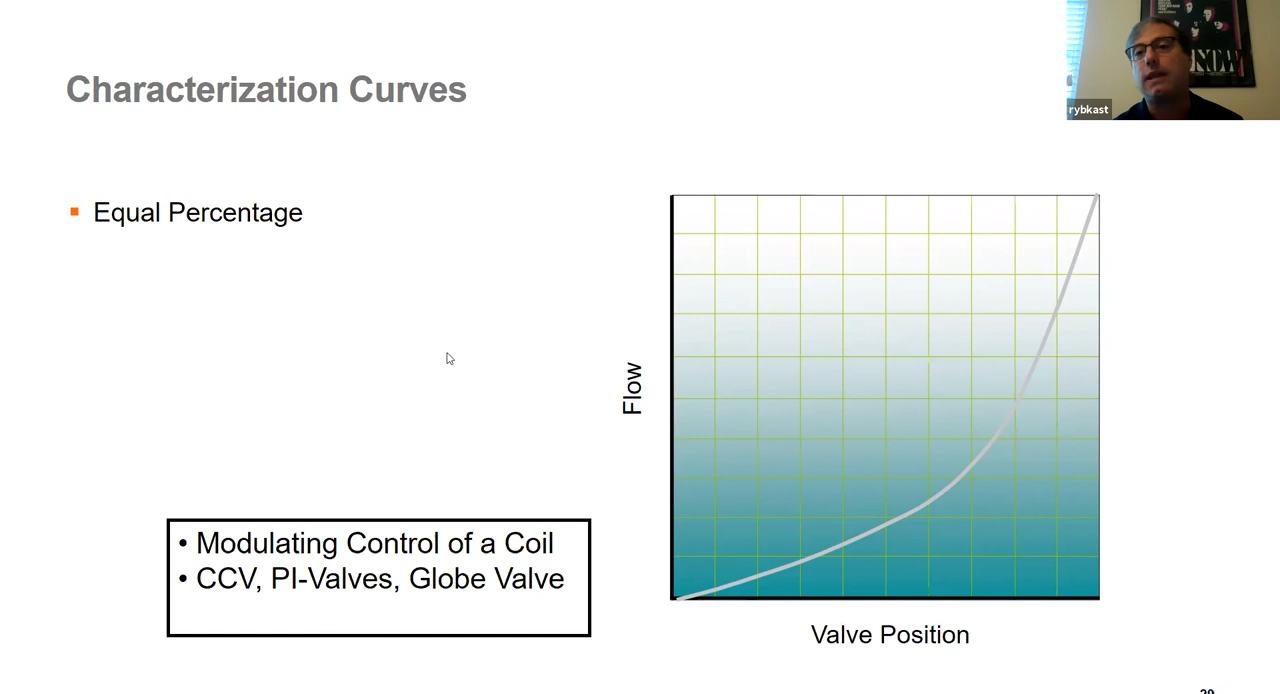 Characterization Curves
rybkast
Equal Percentage
Flow
• Modulating Control of a Coil
• CCV, PI-Valves, Globe Valve
Valve Position